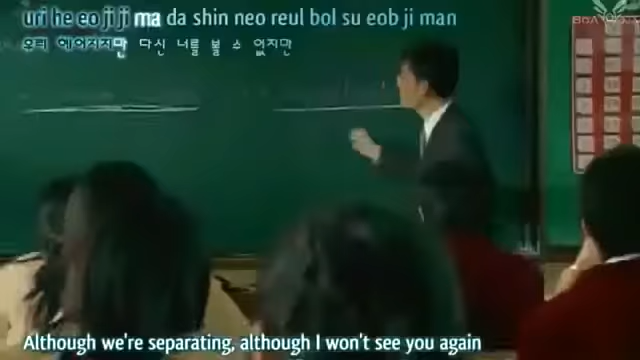 uri he eo ji ji ma da shin neo reul bol su eob ji man
우리 헤어지지만 다신 너를 볼 수 없지만
Although we're separating, although I won't see you again